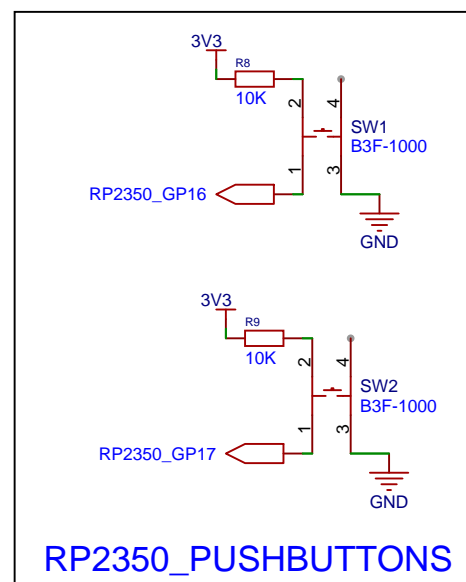 3V3
R8
10K
2
4
SW1
B3F-1000
1
3
RP2350_GP16
GND
3V3
R9
10K
2
4
SW2
B3F-1000
1
3
RP2350_GP17
GND
RP2350_PUSHBUTTONS